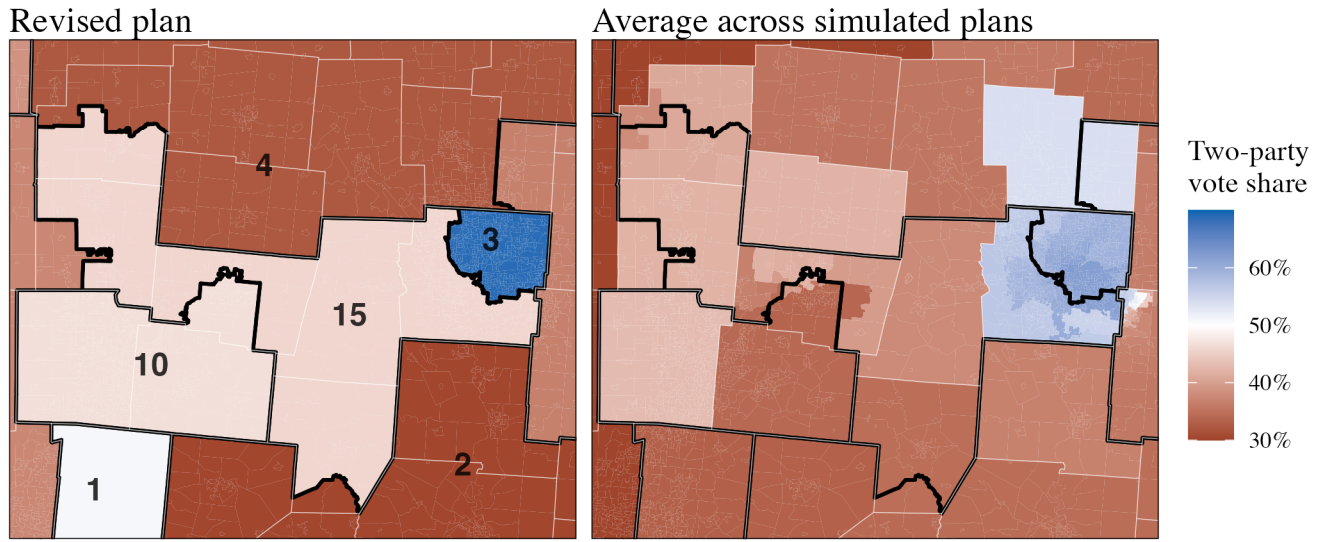 Revised plan
Average across simulated plans
4
3
15
10
2
1
Two-party
vote share
60%
50%
40%
30%